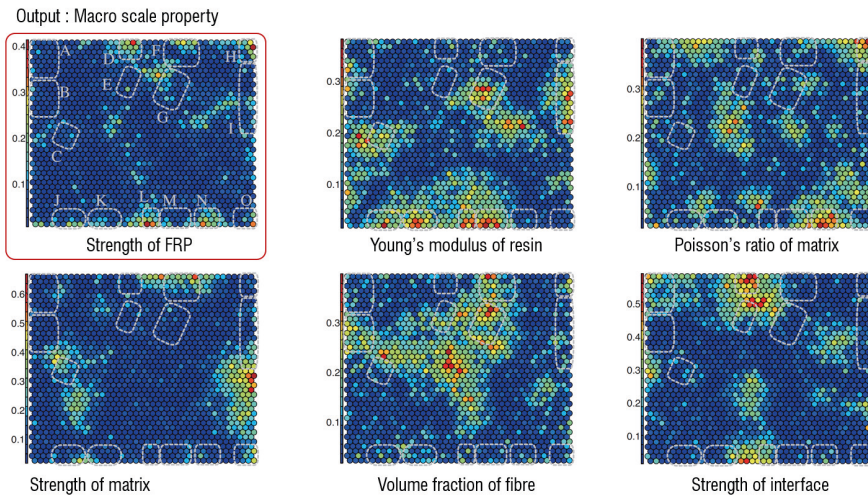 Output : Macro scale property
0.4
0.3
0.2
0.1
A
B
C
D
E
F
G
H
I
J
K
L
M
N
O
Strength of FRP
0.3
0.2
0.1
Young's modulus of resin
0.3
0.2
0.1
Poisson's ratio of matrix
0.6
0.5
0.4
0.3
0.2
0.1
Strength of matrix
0.3
0.2
0.1
Volume fraction of fibre
0.5
0.4
0.3
0.2
0.1
Strength of interface